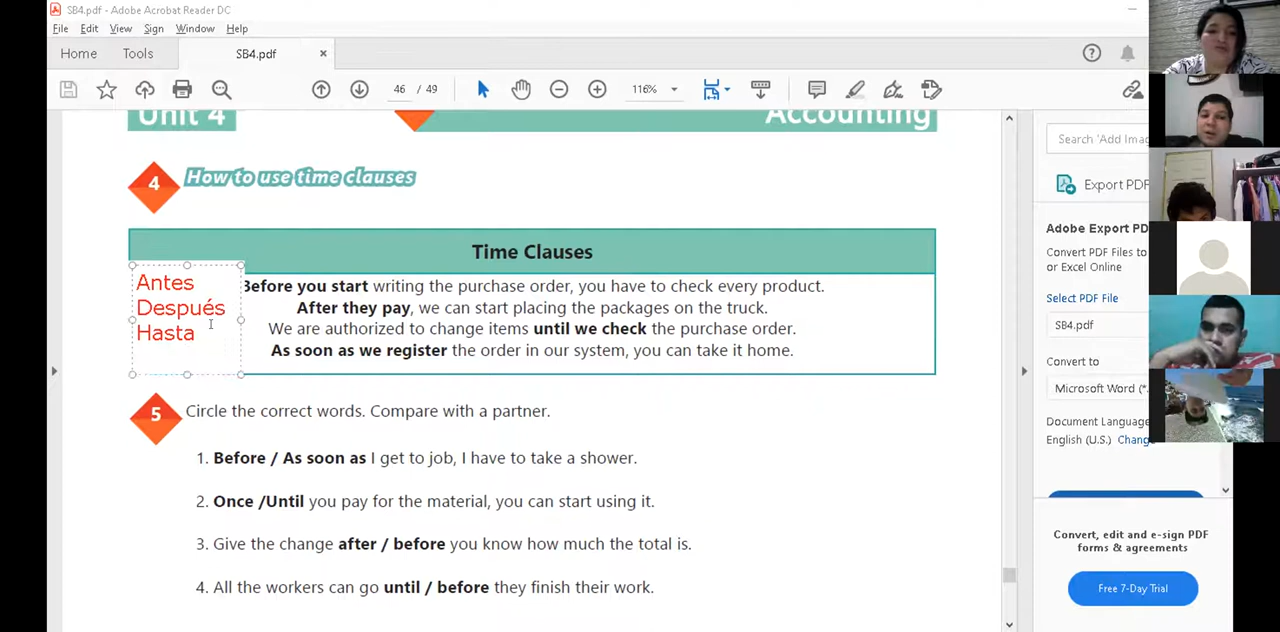 SB4.pdf - Adobe Acrobat Reader DC
File Edit View Sign Window Help
Home Tools SB4.pdf ×
46 / 49 116%
Unit 4 Accounting
4 How to use time clauses
Time Clauses
Antes
Después
Hasta
Before you start writing the purchase order, you have to check every product.
After they pay, we can start placing the packages on the truck.
We are authorized to change items until we check the purchase order.
As soon as we register the order in our system, you can take it home.
5 Circle the correct words. Compare with a partner.
1. Before / As soon as I get to job, I have to take a shower.
2. Once /Until you pay for the material, you can start using it.
3. Give the change after / before you know how much the total is.
4. All the workers can go until / before they finish their work.
Search 'Add Ima
Export PDF
Adobe Export PD
Convert PDF Files to
or Excel Online
Select PDF File
SB4.pdf
Convert to
Microsoft Word (*.
Document Language
English (U.S.) Change
Convert, edit and e-sign PDF
forms & agreements
Free 7-Day Trial